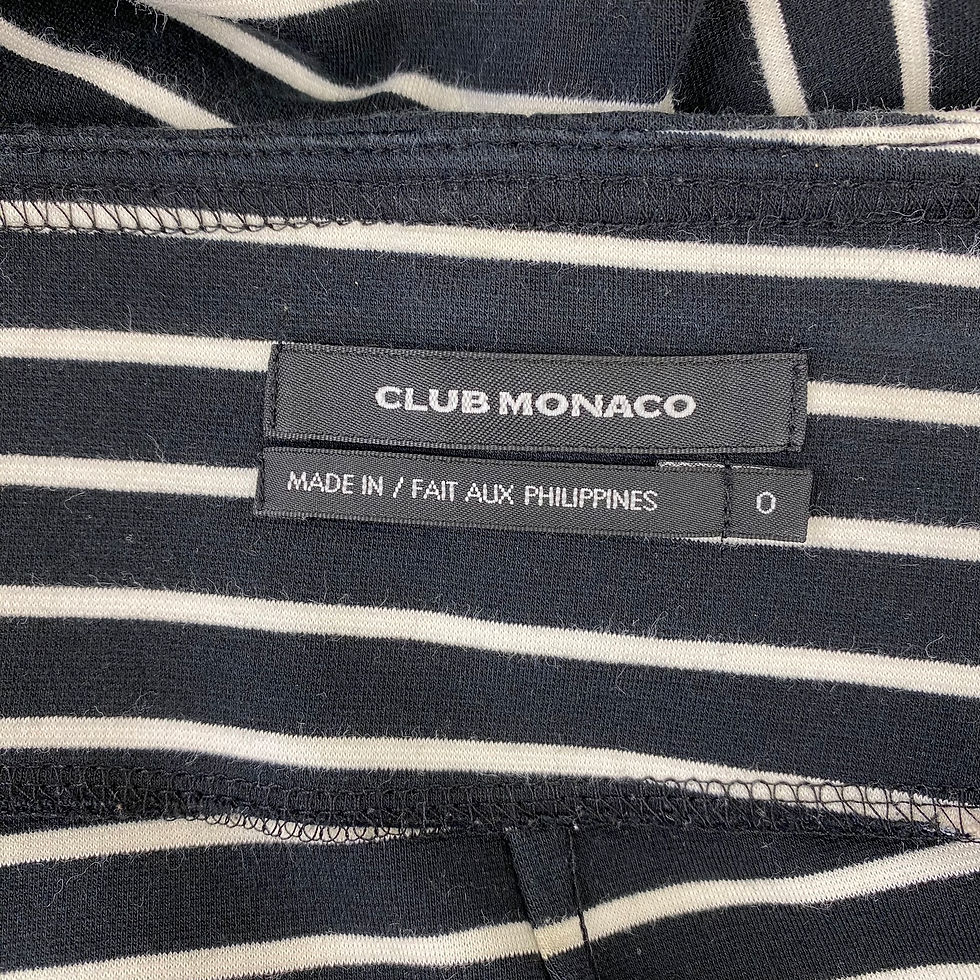 CLUB MONACO
MADE IN / FAIT AUX PHILIPPINES 0